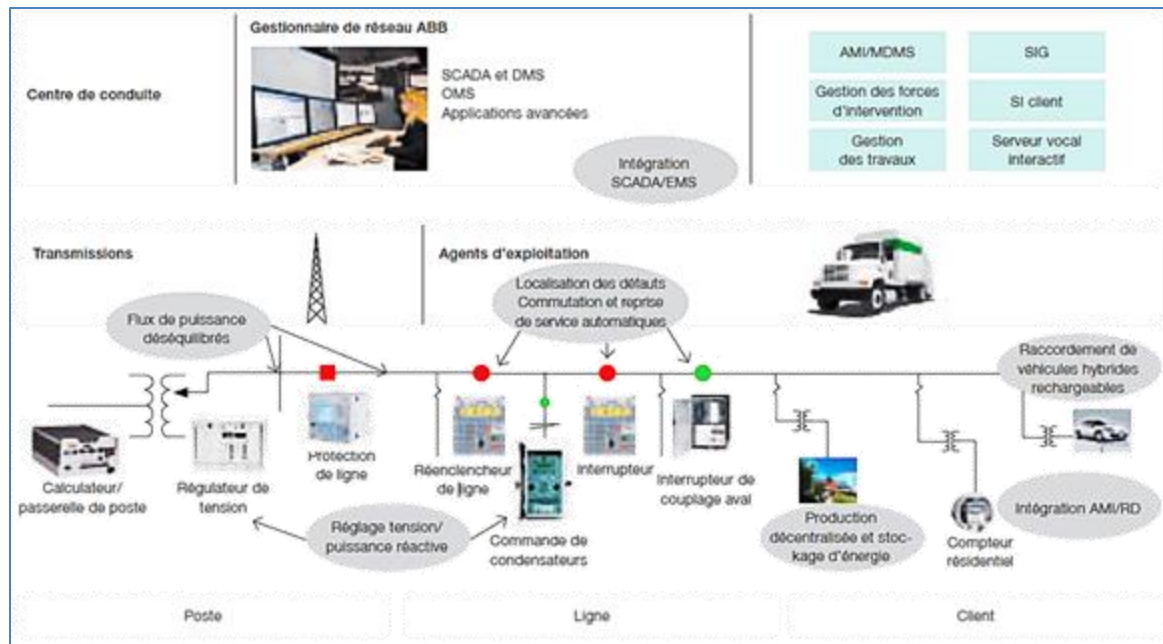 Gestionnaire de réseau ABB
Centre de conduite
SCADA et DMS
OMS
Applications avancées
Intégration
SCADA/EMS
AMI/MDMS
SIG
Gestion des forces
d'intervention
SI client
Gestion
des travaux
Serveur vocal
interactif
Transmissions
Agents d'exploitation
Flux de puissance
déséquilibrés
Localisation des défauts
Commutation et reprise
de service automatiques
Raccordement de
véhicules hybrides
rechargeables
Calculateur/
passerelle de poste
Régulateur de
tension
Protection
de ligne
Réenclencheur
de ligne
Réglage tension/
puissance réactive
Commande de
condensateurs
Interrupteur
Interrupteur de
couplage aval
Production
décentralisée et stoc-
kage d'énergie
Compteur
résidentiel
Intégration AMI/RD
Poste
Ligne
Client